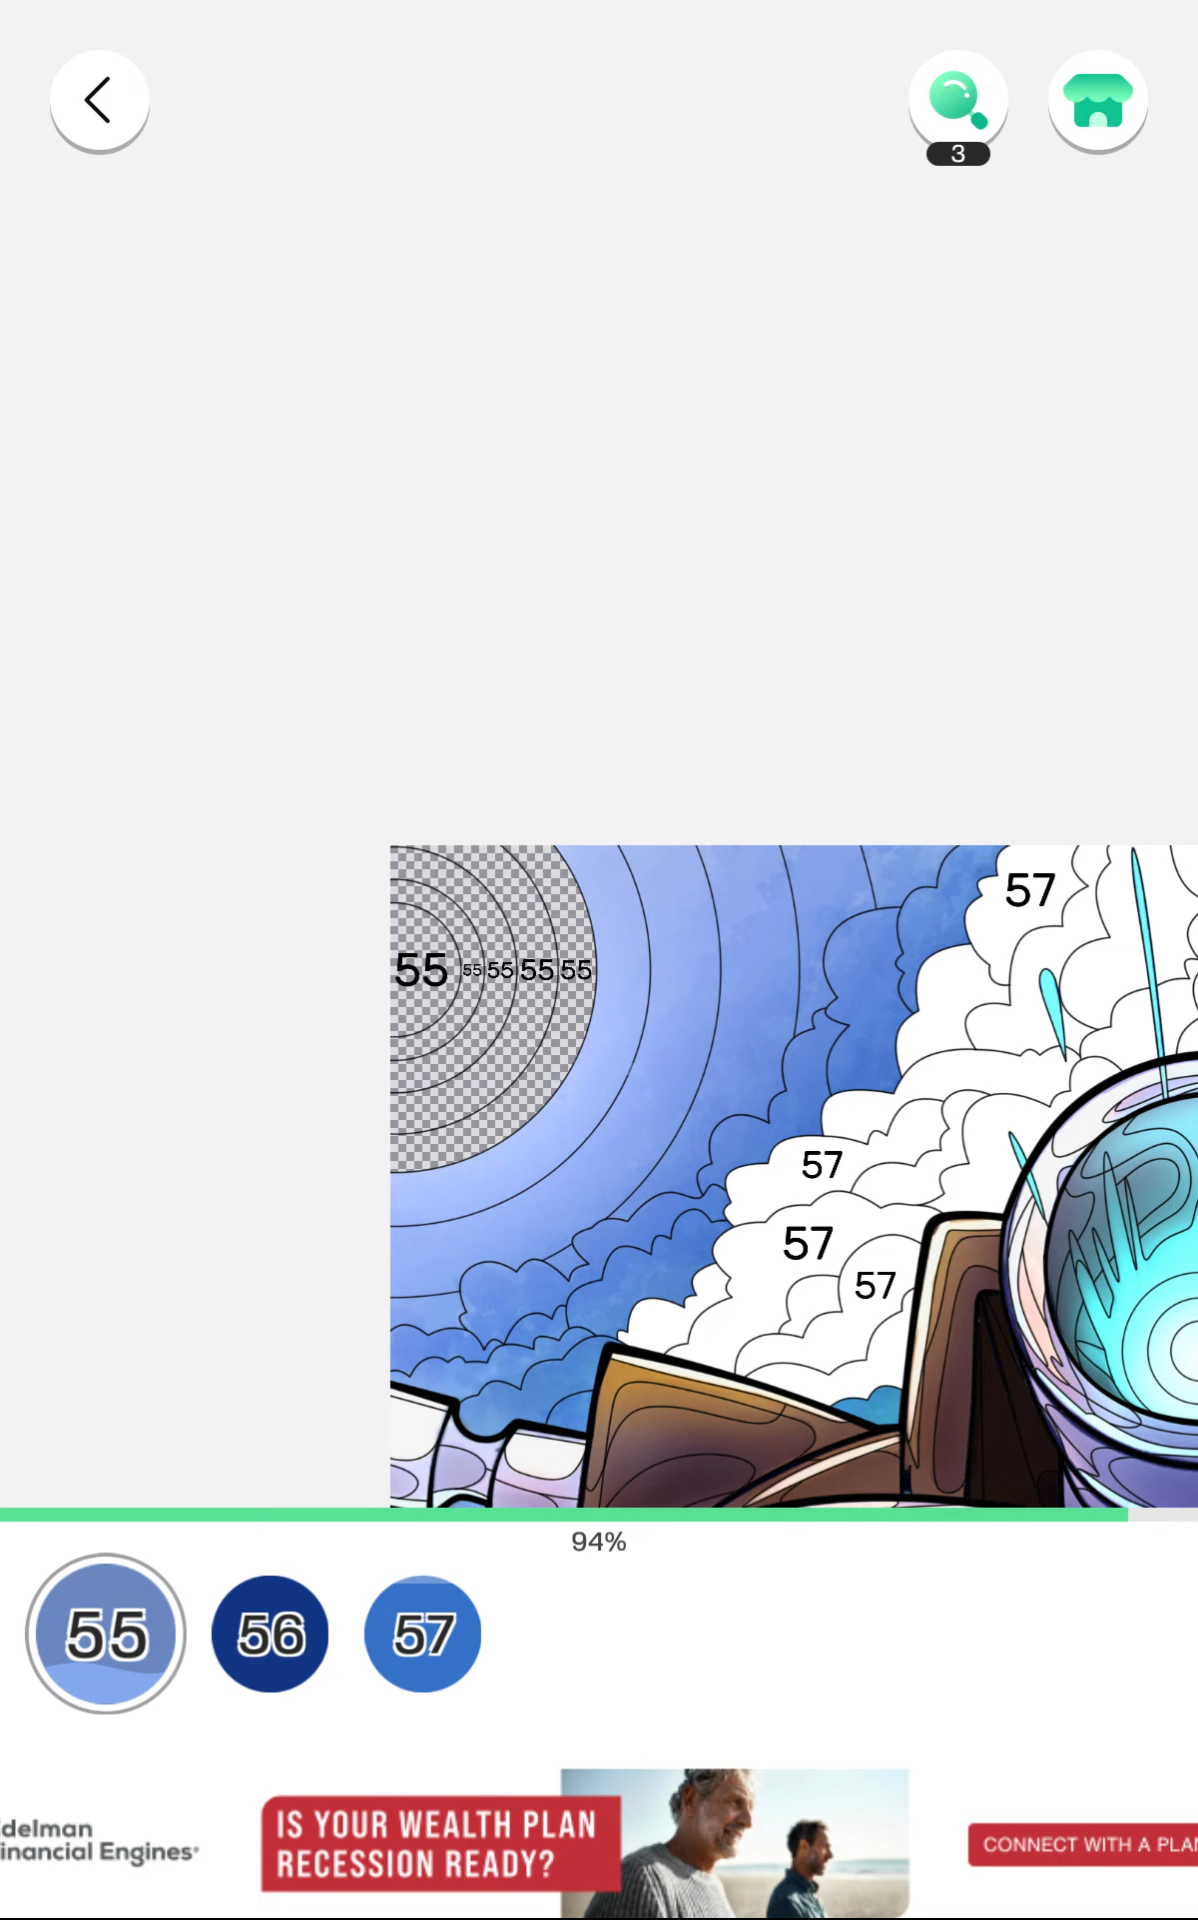 3
57
55 55 55 55 55
57
57
57
94%
55 56 57
delman
inancial Engines
IS YOUR WEALTH PLAN
RECESSION READY?
CONNECT WITH A PLAN